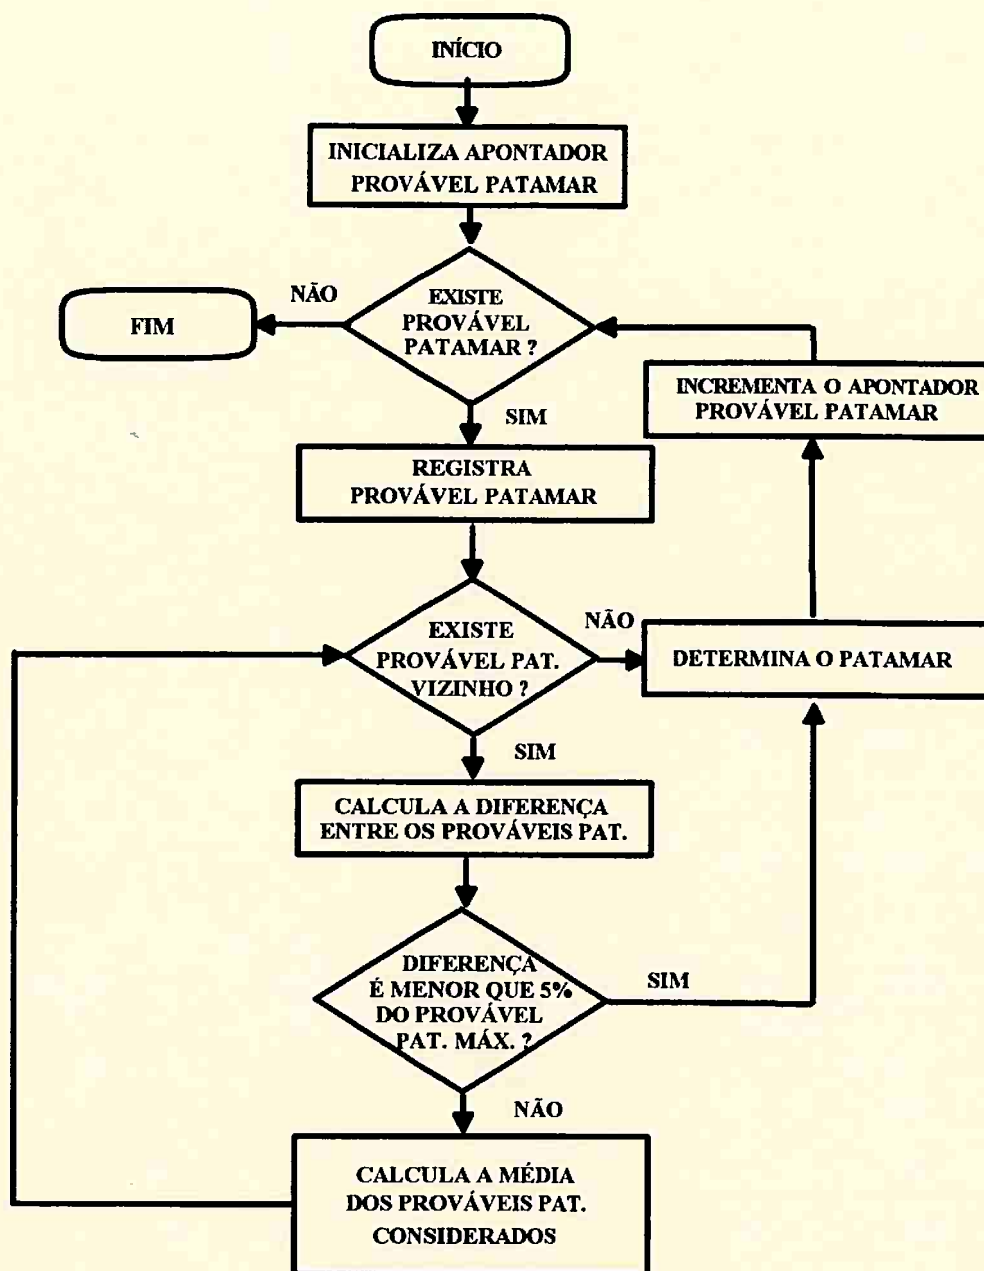 INÍCIO
INICIALIZA APONTADOR
PROVÁVEL PATAMAR
NÃO
EXISTE
PROVÁVEL
PATAMAR ?
FIM
INCREMENTA O APONTADOR
PROVÁVEL PATAMAR
SIM
REGISTRA
PROVÁVEL PATAMAR
NÃO
EXISTE
PROVÁVEL PAT.
VIZINHO ?
DETERMINA O PATAMAR
SIM
CALCULA A DIFERENÇA
ENTRE OS PROVÁVEIS PAT.
DIFERENÇA
É MENOR QUE 5%
DO PROVÁVEL
PAT. MÁX. ?
SIM
NÃO
CALCULA A MÉDIA
DOS PROVÁVEIS PAT.
CONSIDERADOS